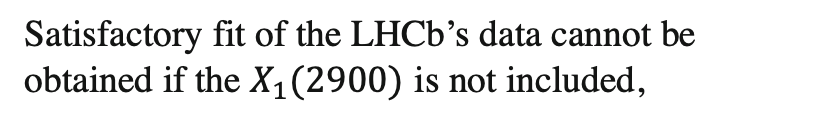 Satisfactory fit of the LHCb’s data cannot be
obtained if the X₁(2900) is not included,